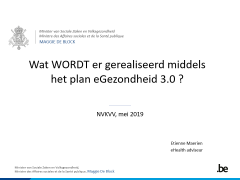 Minister van Sociale Zaken en Volksgezondheid
Ministre des Affaires sociales et de la Santé publique
MAGGIE DE BLOCK
Wat WORDT er gerealiseerd middels
het plan eGezondheid 3.0 ?
NVKVV, mei 2019
Etienne Maerien
eHealth adviseur
Minister van Sociale Zaken en Volksgezondheid
Ministre des Affaires sociales et de la Santé publique Maggie De Block
.be